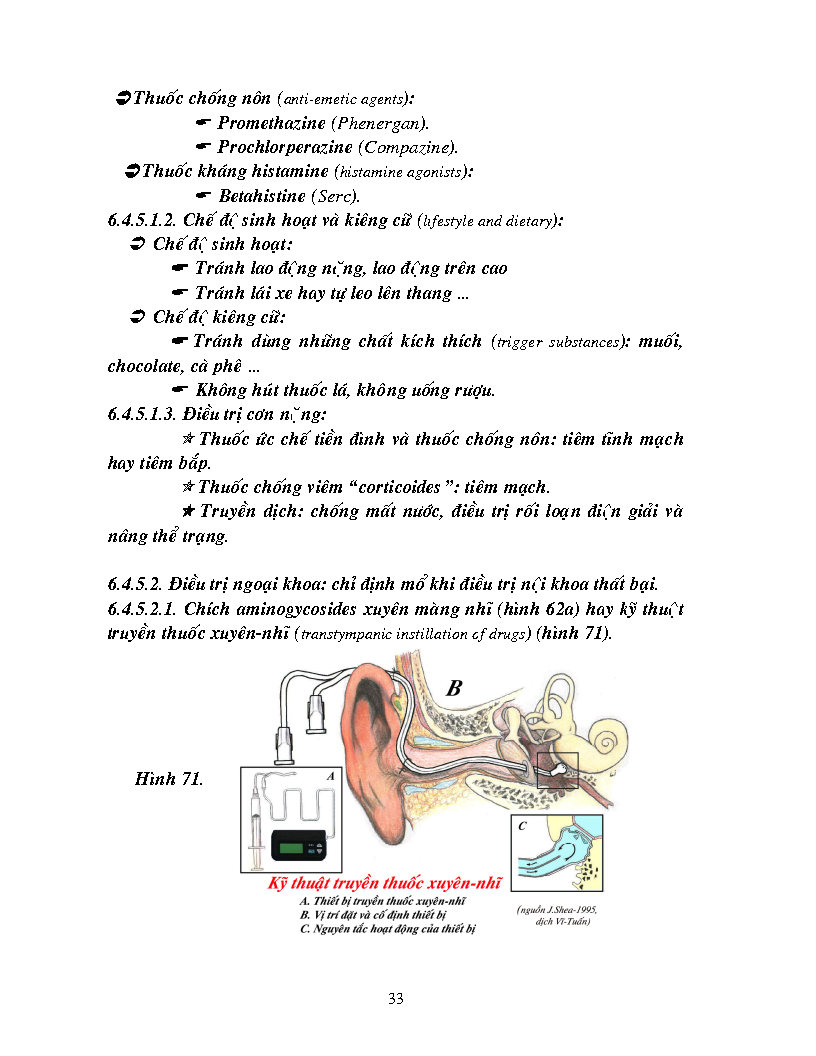 ➲Thuốc chống nôn (anti-emetic agents):
☛ Promethazine (Phenergan).
☛ Prochlorperazine (Compazine).
➲Thuốc kháng histamine (histamine agonists):
☛ Betahistine (Serc).
6.4.5.1.2. Chế độ sinh hoạt và kiêng cữ (lifestyle and dietary):
➲ Chế độ sinh hoạt:
☛ Tránh lao động nặng, lao động trên cao
☛ Tránh lái xe hay tự leo lên thang ...
➲ Chế độ kiêng cữ:
☛ Tránh dùng những chất kích thích (trigger substances): muối,
chocolate, cà phê ...
☛ Không hút thuốc lá, không uống rượu.
6.4.5.1.3. Điều trị cơn nặng:
✯ Thuốc ức chế tiền đình và thuốc chống nôn: tiêm tĩnh mạch
hay tiêm bắp.
✯ Thuốc chống viêm “corticoides ”: tiêm mạch.
★ Truyền dịch: chống mất nước, điều trị rối loạn điện giải và
nâng thể trạng.
6.4.5.2. Điều trị ngoại khoa: chỉ định mổ khi điều trị nội khoa thất bại.
6.4.5.2.1. Chích aminogycosides xuyên màng nhĩ (hình 62a) hay kỹ thuật
truyền thuốc xuyên-nhĩ (transtympanic instillation of drugs) (hình 71).
B
Hình 71.
A
C
Kỹ thuật truyền thuốc xuyên-nhĩ
A. Thiết bị truyền thuốc xuyên-nhĩ
B. Vị trí đặt và cố định thiết bị
C. Nguyên tắc hoạt động của thiết bị
(nguồn J.Shea-1995,
dịch Vĩ-Tuấn)
33